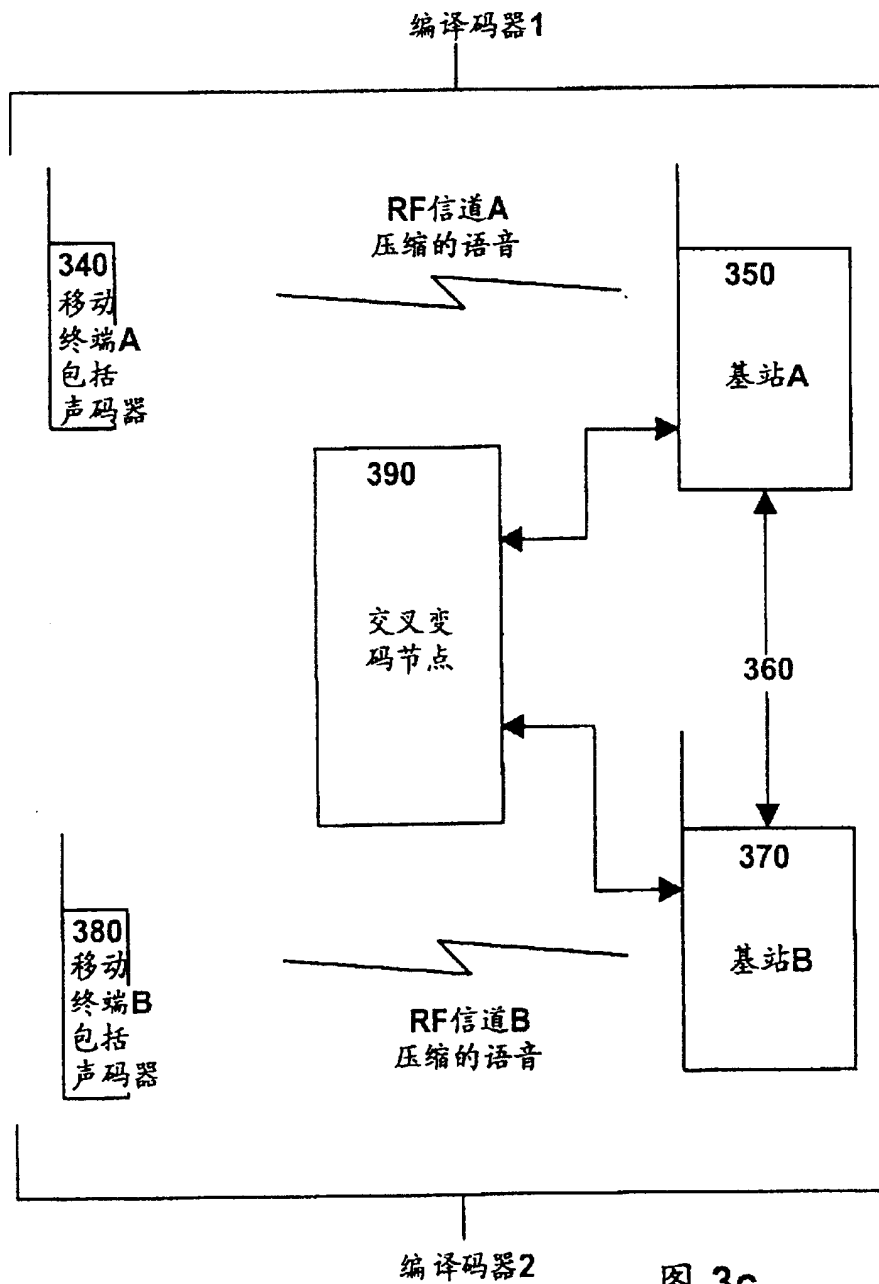 编译码器1
RF信道A
压缩的语音
340
移动
终端A
包括
声码器
350
基站A
390
交叉变
码节点
360
370
基站B
380
移动
终端B
包括
声码器
RF信道B
压缩的语音
编译码器2
图 3c